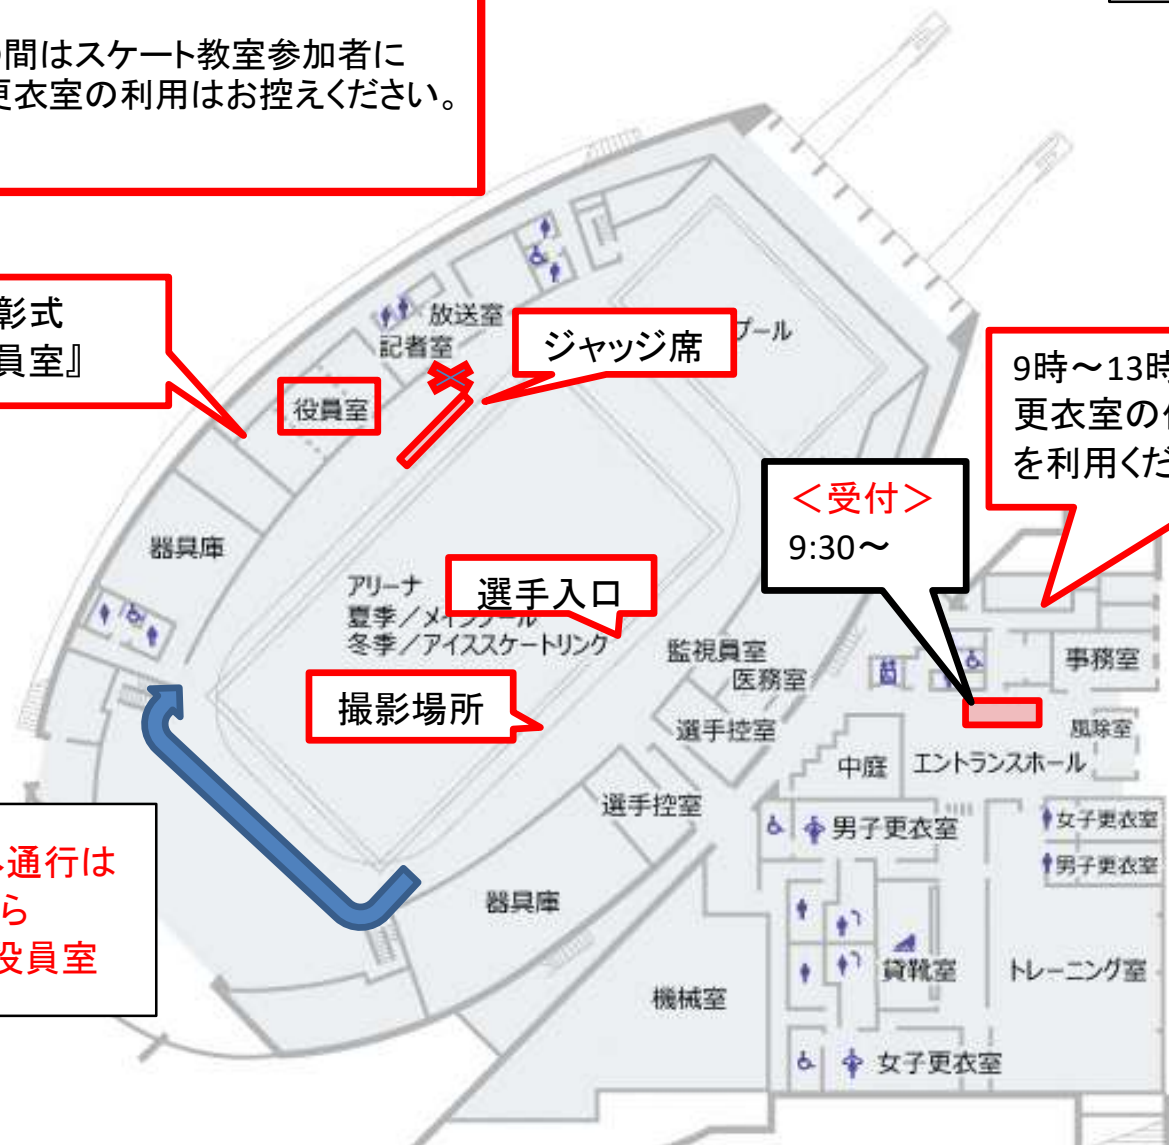 の間はスケート教室参加者に
更衣室の利用はお控えください。
彰式
員室』
放送室
記者室
ジャッジ席
プール
役員室
9時～13時
更衣室の
を利用くだ
＜受付＞
9:30～
器具庫
アリーナ
夏季／メインプール
冬季／アイススケートリンク
選手入口
撮影場所
監視員室
医務室
選手控室
事務室
風除室
中庭
エントランスホール
選手控室
男子更衣室
女子更衣室
男子更衣室
通行は
ら
役員室
器具庫
機械室
貸靴室
トレーニング室
女子更衣室